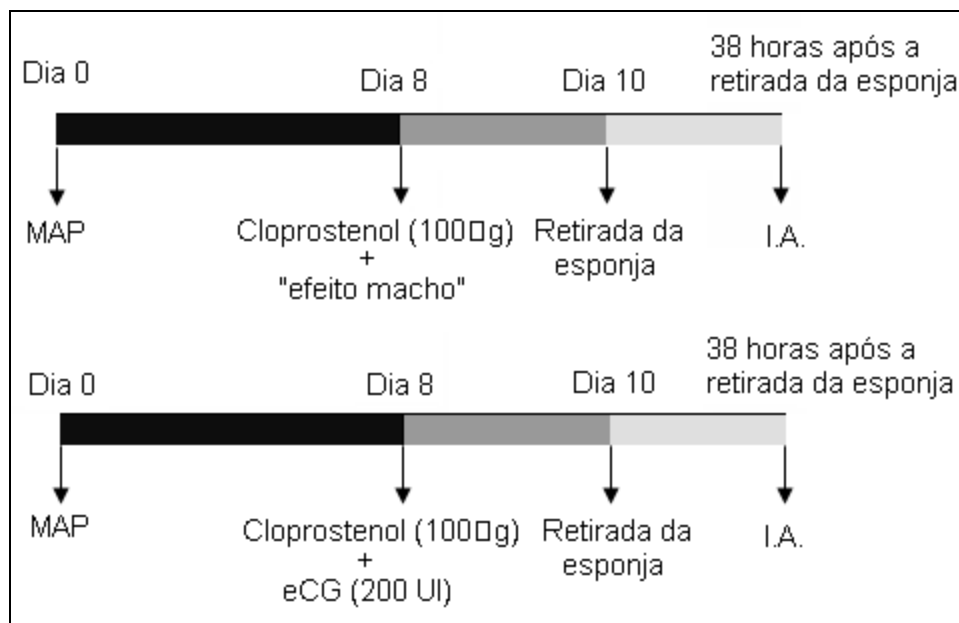 38 horas após a
Dia 0 Dia 8 Dia 10 retirada da esponja
MAP Cloprostenol (100□g) Retirada da I.A.
+ esponja
"efeito macho"
38 horas após a
Dia 0 Dia 8 Dia 10 retirada da esponja
MAP Cloprostenol (100□g) Retirada da I.A.
+ esponja
eCG (200 UI)